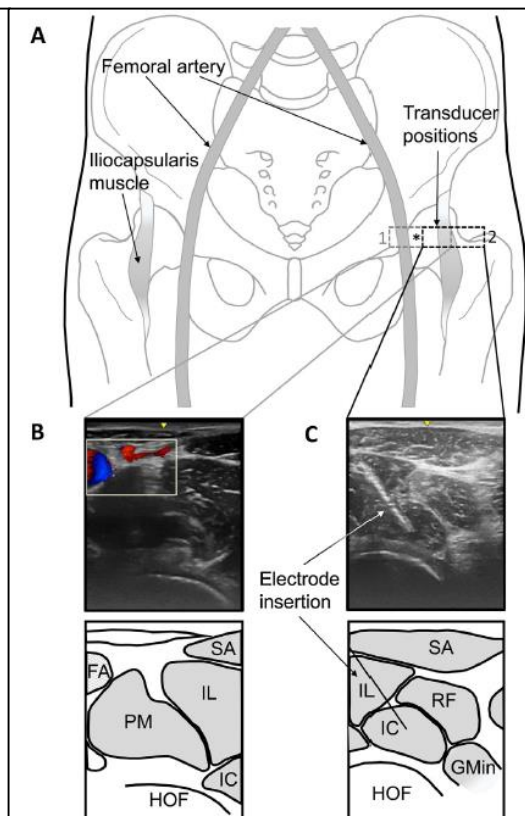 A
Femoral artery
Iliocapsularis
muscle
Transducer
positions
1
*
2
B
C
Electrode
insertion
SA
FA
IL
PM
IC
HOF
SA
IL
RF
IC
GMin
HOF